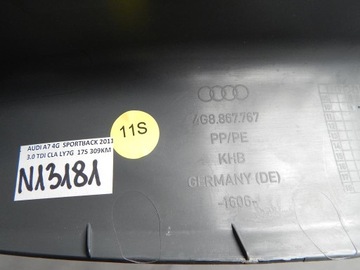 AUDI A7 4G SPORTBACK 2011
3.0 TDI CLA LY7G 175 309KM
N13181
11S
4G8.867.767
PP/PE
KHB
GERMANY (DE)